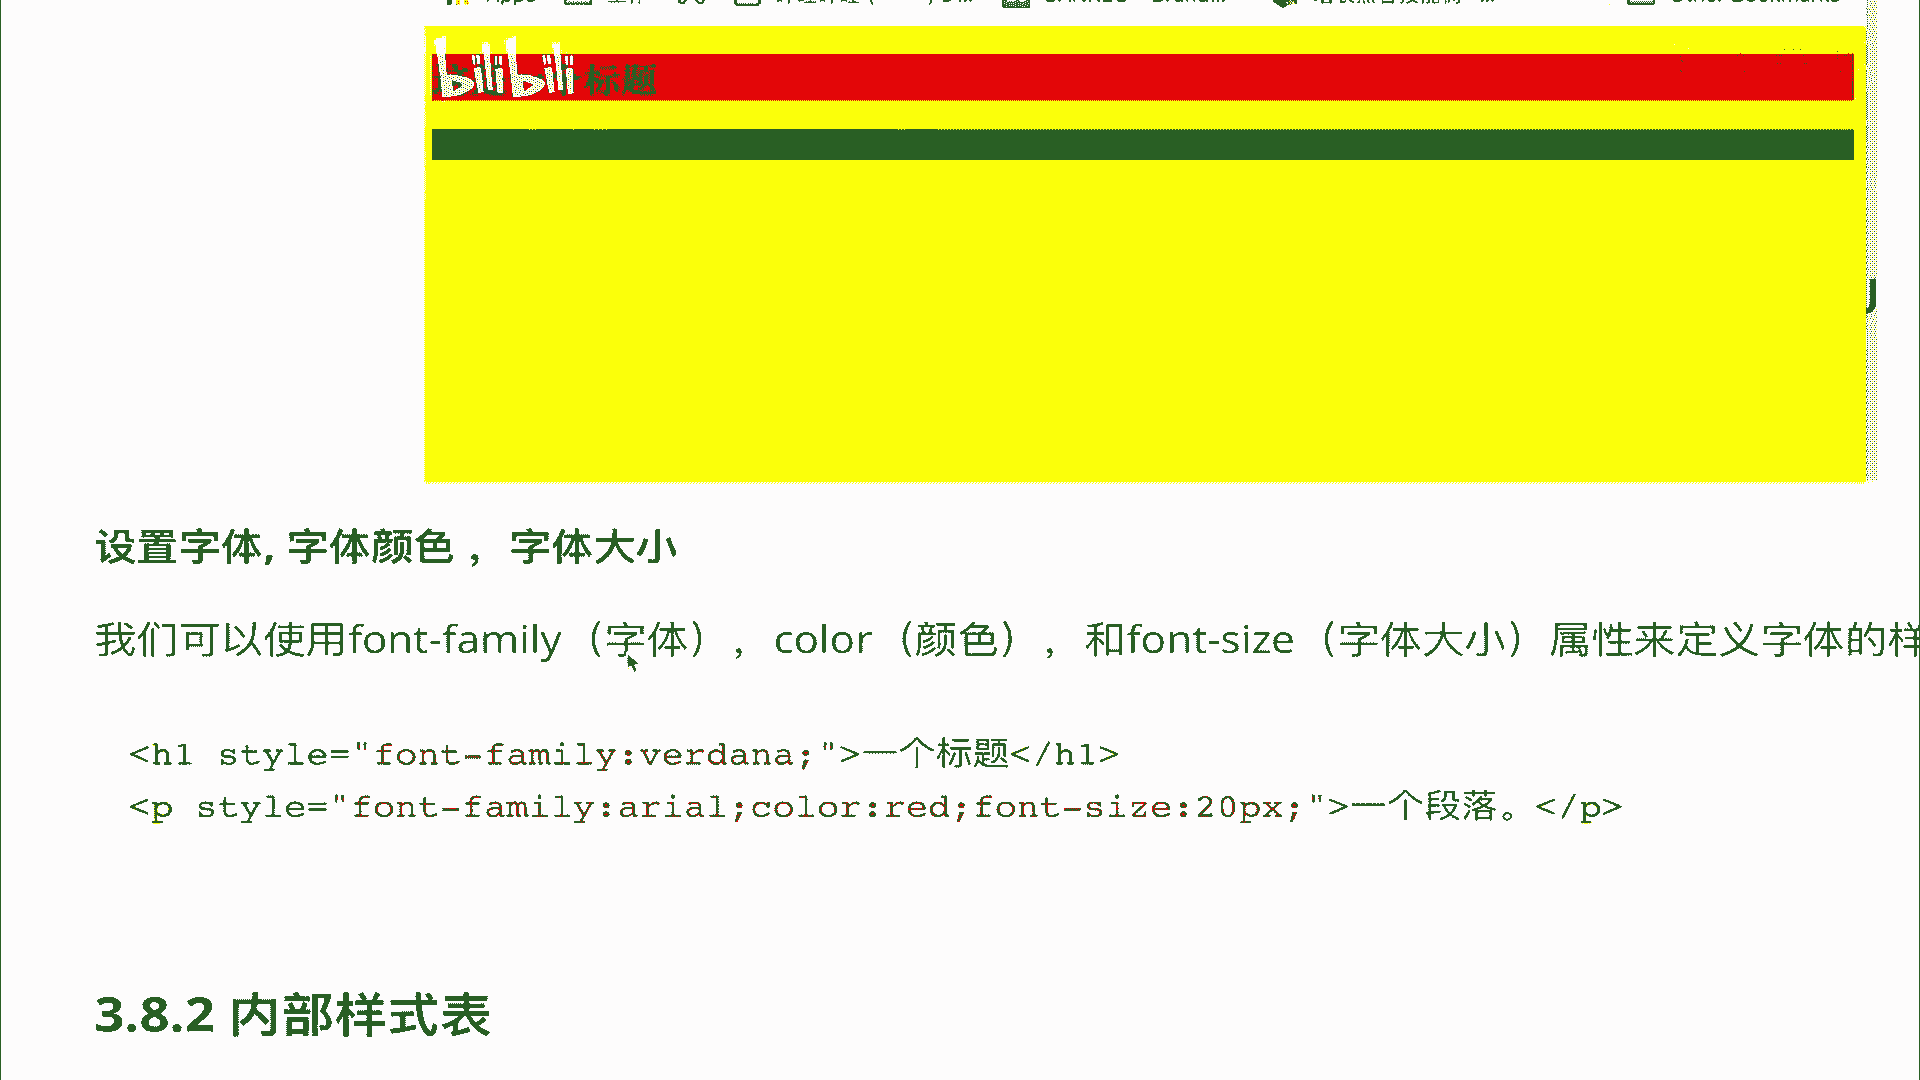 Apps
bilibili
标题
设置字体, 字体颜色 ，字体大小
我们可以使用font-family（字体），color（颜色），和font-size（字体大小）属性来定义字体的样
<h1 style="font-family:verdana;">一个标题</h1>
<p style="font-family:arial;color:red;font-size:20px;">一个段落。</p>
3.8.2 内部样式表